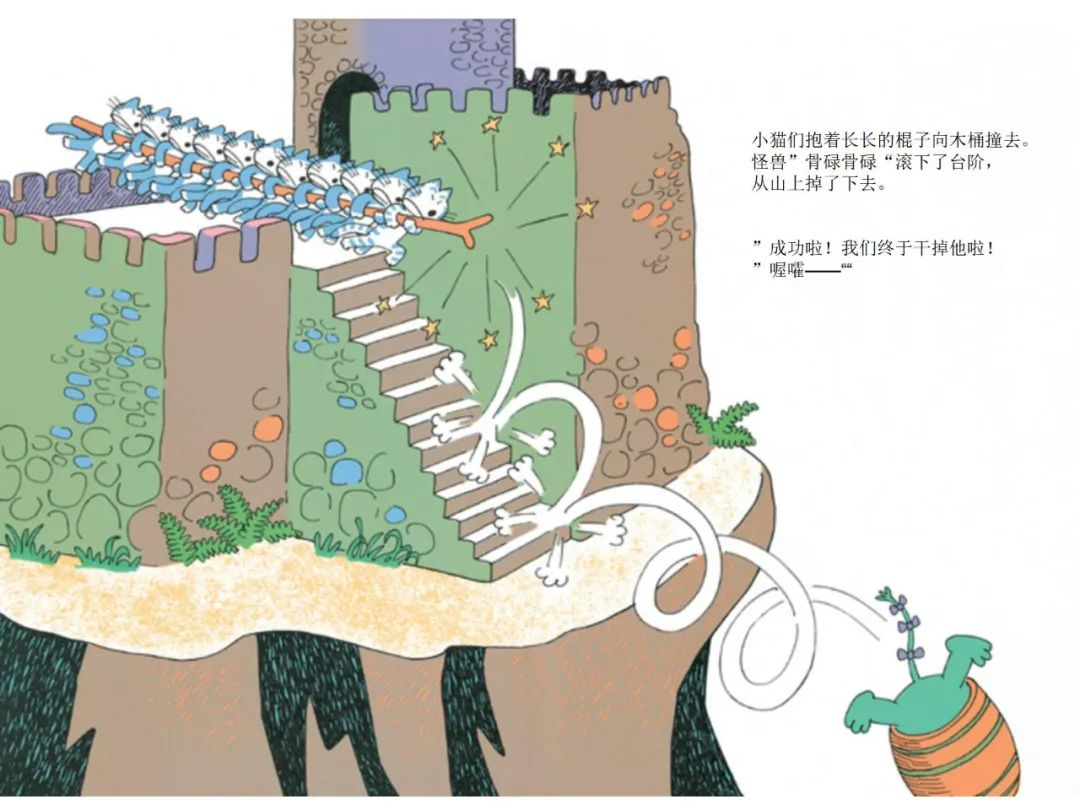 小猫们抱着长长的棍子向木桶撞去。
怪兽”骨碌骨碌“滚下了台阶，
从山上掉了下去。
”成功啦！我们终于干掉他啦！
”喔嚯——““